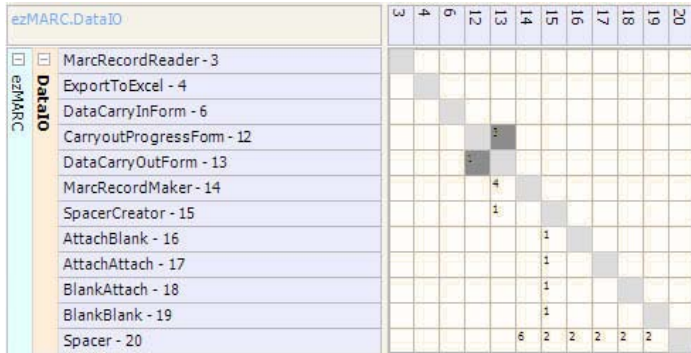 ezMARC.DataIO 3 4 6 12 13 14 15 16 17 18 19 20
ezMARC
DataIO
MarcRecordReader - 3
ExportToExcel - 4
DataCarryInForm - 6
CarryoutProgressForm - 12
DataCarryOutForm - 13
MarcRecordMaker - 14 4
SpacerCreator - 15 1
AttachBlank - 16 1
AttachAttach - 17 1
BlankAttach - 18 1
BlankBlank - 19 1
Spacer - 20 6 2 2 2 2 2